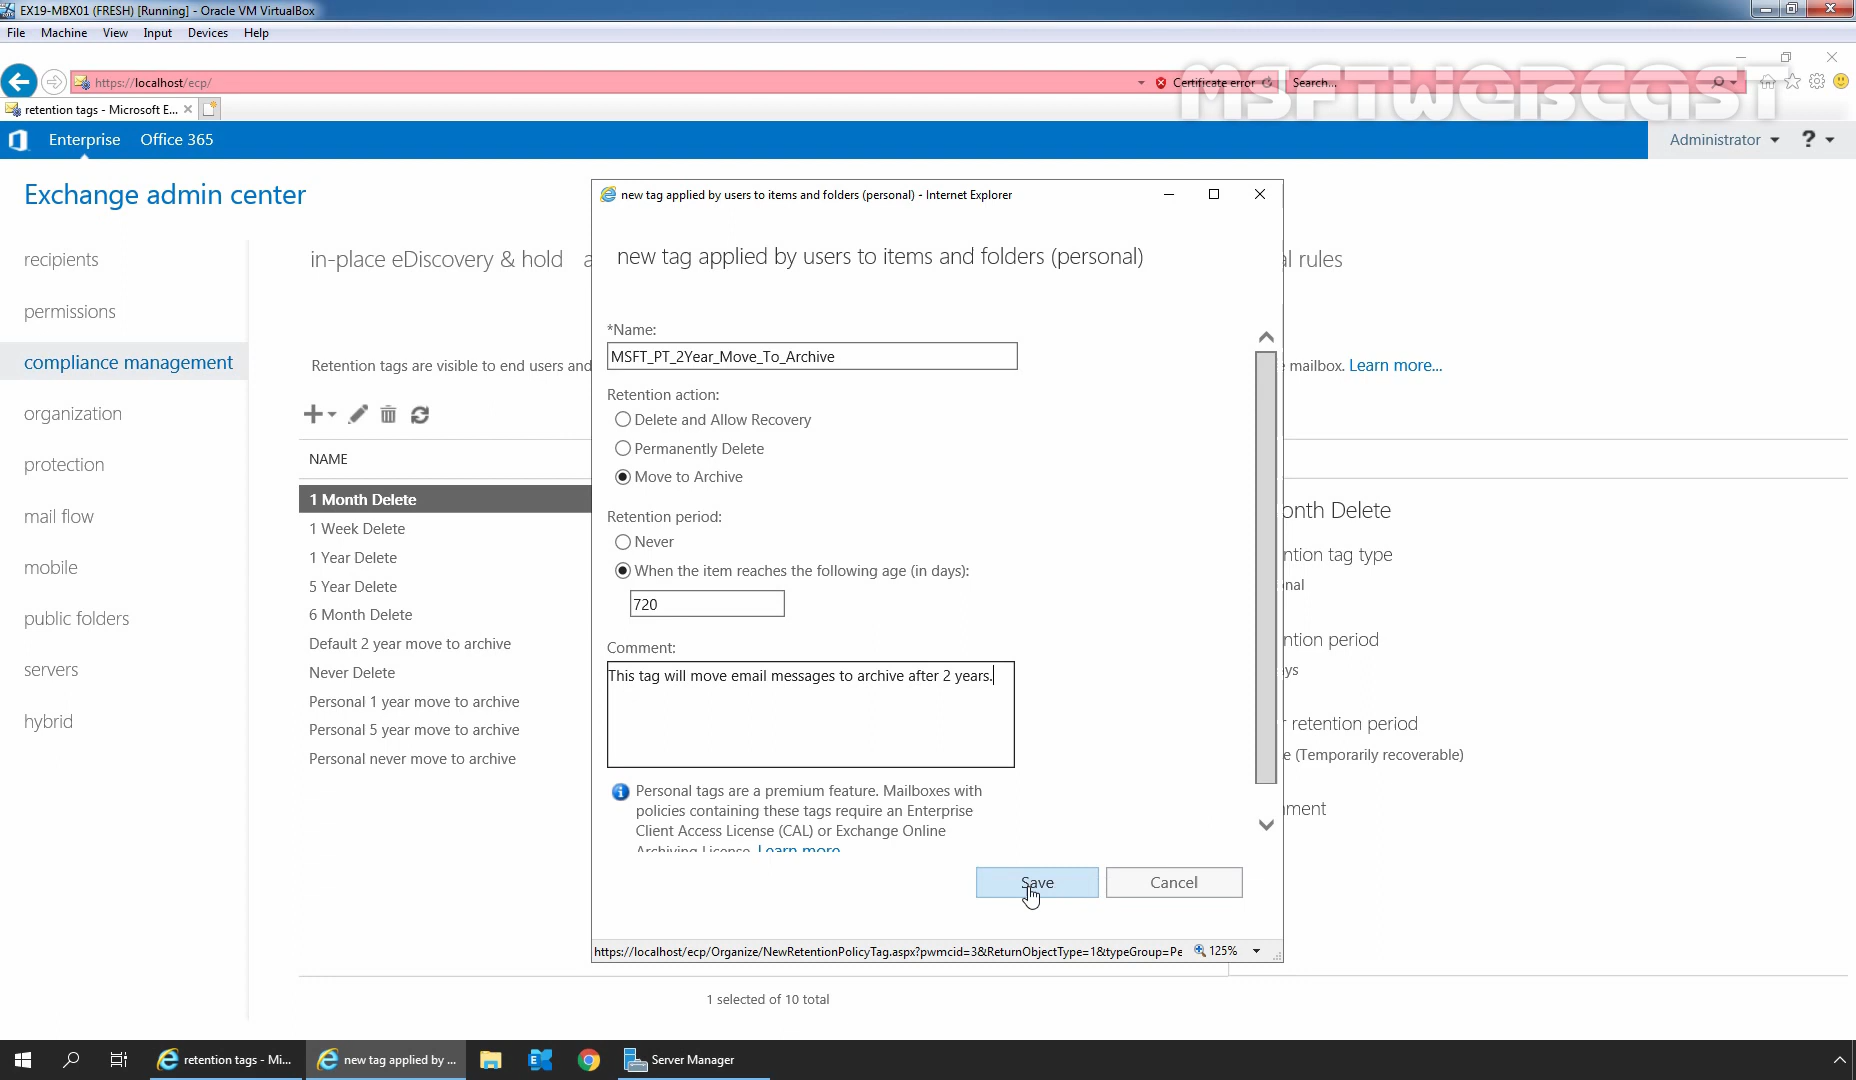 EX19-MBX01 (FRESH) [Running] - Oracle VM VirtualBox
File Machine View Input Devices Help
https://localhost/ecp/
Certificate error
Search...
MSFTWEBCAST
retention tags - Microsoft E...
Enterprise Office 365
Administrator ?
Exchange admin center
recipients
permissions
compliance management
organization
protection
mail flow
mobile
public folders
servers
hybrid
in-place eDiscovery & hold a
al rules
Retention tags are visible to end users and
mailbox. Learn more...
NAME
1 Month Delete
1 Week Delete
1 Year Delete
5 Year Delete
6 Month Delete
Default 2 year move to archive
Never Delete
Personal 1 year move to archive
Personal 5 year move to archive
Personal never move to archive
1 selected of 10 total
new tag applied by users to items and folders (personal) - Internet Explorer
new tag applied by users to items and folders (personal)
*Name:
MSFT_PT_2Year_Move_To_Archive
Retention action:
Delete and Allow Recovery
Permanently Delete
Move to Archive
Retention period:
Never
When the item reaches the following age (in days):
720
Comment:
This tag will move email messages to archive after 2 years.
Personal tags are a premium feature. Mailboxes with
policies containing these tags require an Enterprise
Client Access License (CAL) or Exchange Online
Archiving License. Learn more
Save Cancel
https://localhost/ecp/Organize/NewRetentionPolicyTag.aspx?pwmcid=3&ReturnObjectType=1&typeGroup=Pe
125%
onth Delete
ntion tag type
nal
ntion period
ys
r retention period
e (Temporarily recoverable)
ment
retention tags - Mi...
new tag applied by ...
Server Manager